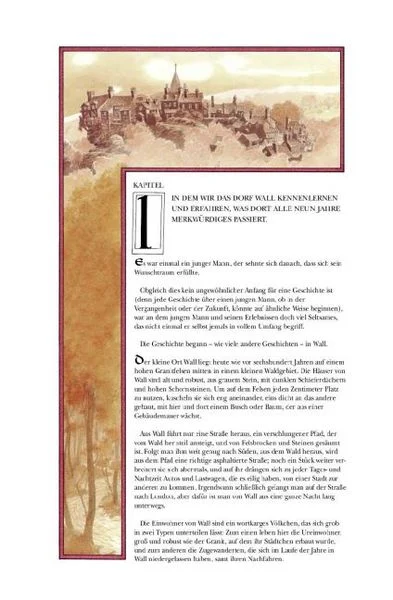 KAPITEL
1
IN DEM WIR DAS DORF WALL KENNENLERNEN
UND ERFAHREN, WAS DORT ALLE NEUN JAHRE
MERKWÜRDIGES PASSIERT.
Es war einmal ein junger Mann, der sehnte sich danach, dass sich sein
Wunschtraum erfüllte.
Obgleich dies kein ungewöhnlicher Anfang für eine Geschichte ist
(denn jede Geschichte über einen jungen Mann, ob in der
Vergangenheit oder der Zukunft, könnte auf ähnliche Weise beginnen),
war an dem jungen Mann und seinen Erlebnissen doch viel Seltsames,
das nicht einmal er selbst jemals in vollem Umfang begriff.
Die Geschichte begann – wie viele andere Geschichten – in Wall.
Der kleine Ort Wall liegt heute wie vor sechshundert Jahren auf einem
hohen Granitfelsen mitten in einem kleinen Waldgebiet. Die Häuser von
Wall sind alt und robust, aus grauem Stein, mit dunklen Schieferdächern
und hohen Schornsteinen. Um auf dem Felsen jeden Zentimeter Platz
zu nutzen, kuscheln sie sich eng aneinander, eins dicht an das andere
gebaut, mit hier und dort einem Busch oder Baum, der aus einer
Gebäudemauer wächst.
Aus Wall führt nur eine Straße heraus, ein verschlungener Pfad, der
vom Wald her steil ansteigt, und von Felsbrocken und Steinen gesäumt
ist. Folgt man ihm weit genug nach Süden, aus dem Wald heraus, wird
aus dem Pfad eine richtige asphaltierte Straße; noch ein Stück weiter ver-
breitert sie sich abermals, und auf ihr drängen sich zu jeder Tages- und
Nachtzeit Autos und Lastwagen, die es eilig haben, von einer Stadt zur
anderen zu kommen. Irgendwann schließlich gelangt man auf der Straße
nach London, aber dafür ist man von Wall aus eine ganze Nacht lang
unterwegs.
Die Einwohner von Wall sind ein wortkarges Völkchen, das sich grob
in zwei Typen unterteilen lässt: Zum einen leben hier die Ureinwohner,
groß und robust wie der Granit, auf dem ihr Städtchen erbaut wurde,
und zum anderen die Zugewanderten, die sich im Laufe der Jahre in
Wall niedergelassen haben, samt ihren Nachfahren.